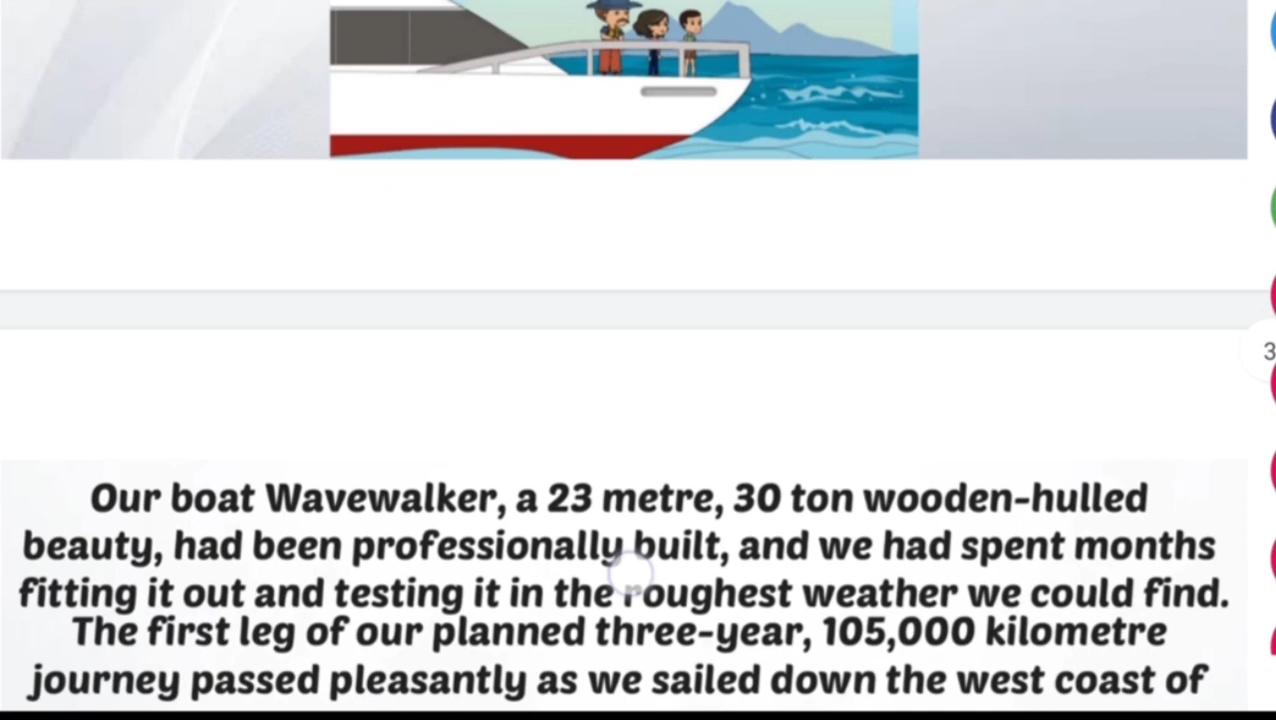 3
Our boat Wavewalker, a 23 metre, 30 ton wooden-hulled
beauty, had been professionally built, and we had spent months
fitting it out and testing it in the roughest weather we could find.
The first leg of our planned three-year, 105,000 kilometre
journey passed pleasantly as we sailed down the west coast of